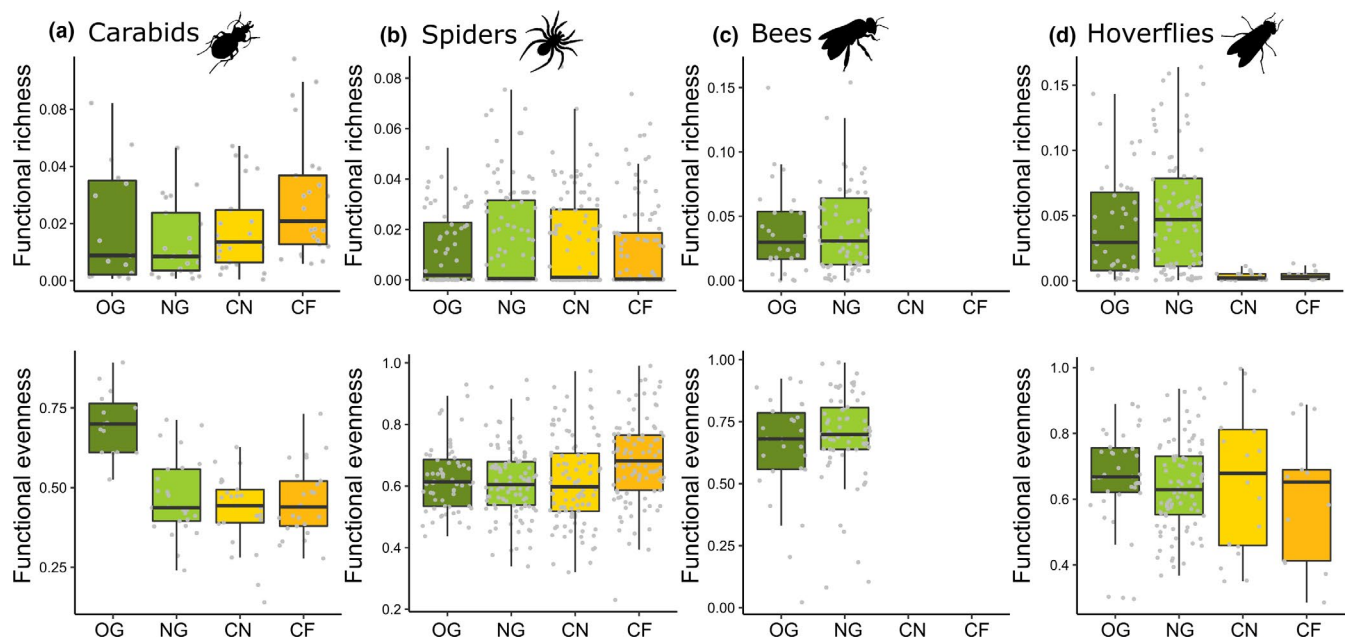 (a) Carabids
(b) Spiders
(c) Bees
(d) Hoverflies
Functional richness
0.08
0.04
0.02
0.00
OG NG CN CF
Functional richness
0.08
0.06
0.04
0.02
0.00
OG NG CN CF
Functional richness
0.15
0.10
0.05
0.00
OG NG CN CF
Functional richness
0.15
0.10
0.05
0.00
OG NG CN CF
Functional evenness
0.75
0.50
0.25
OG NG CN CF
Functional evenness
1.0
0.8
0.6
0.4
0.2
OG NG CN CF
Functional evenness
1.00
0.75
0.50
0.25
0.00
OG NG CN CF
Functional evenness
1.0
0.8
0.6
0.4
OG NG CN CF